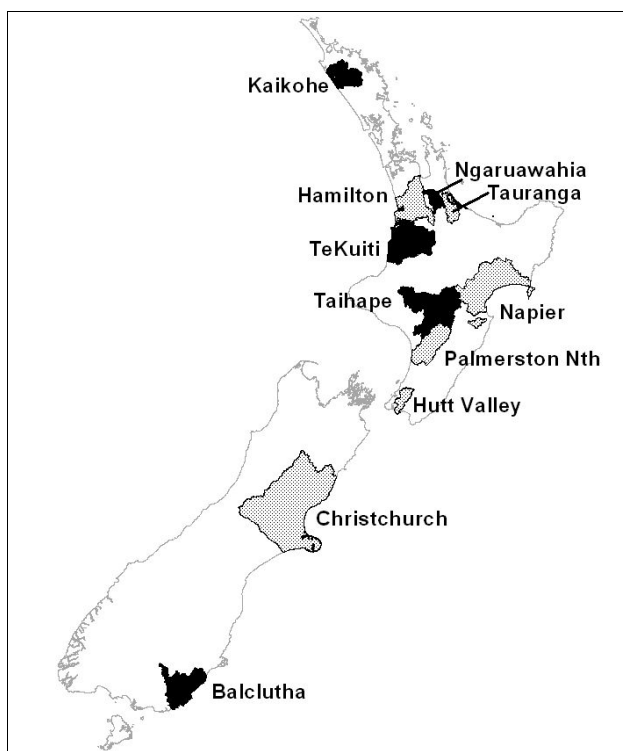 Kaikohe
Ngaruawahia
Hamilton
Tauranga
TeKuiti
Taihape
Napier
Palmerston Nth
Hutt Valley
Christchurch
Balclutha